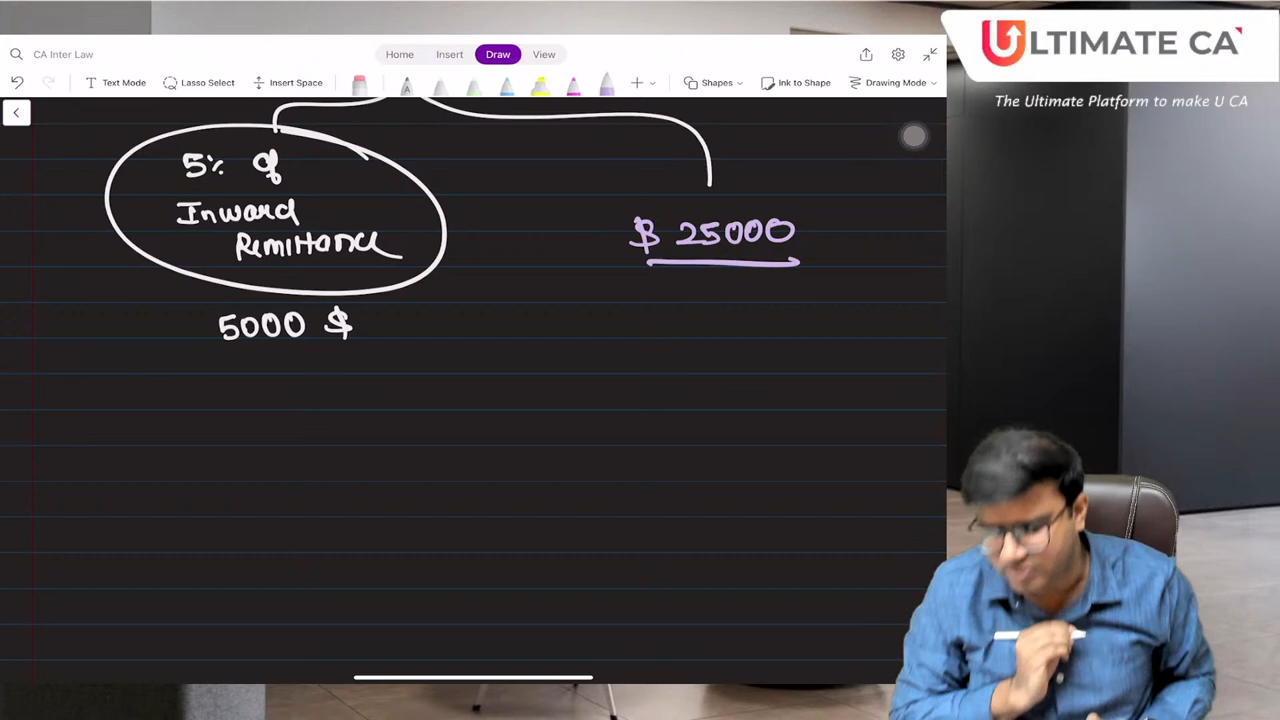 ULTIMATE CA
The Ultimate Platform to make U CA
CA Inter Law
Home Insert Draw View
Text Mode Lasso Select Insert Space Shapes Ink to Shape Drawing Mode
5% of
Inward
Remittance
$ 25000
5000 $